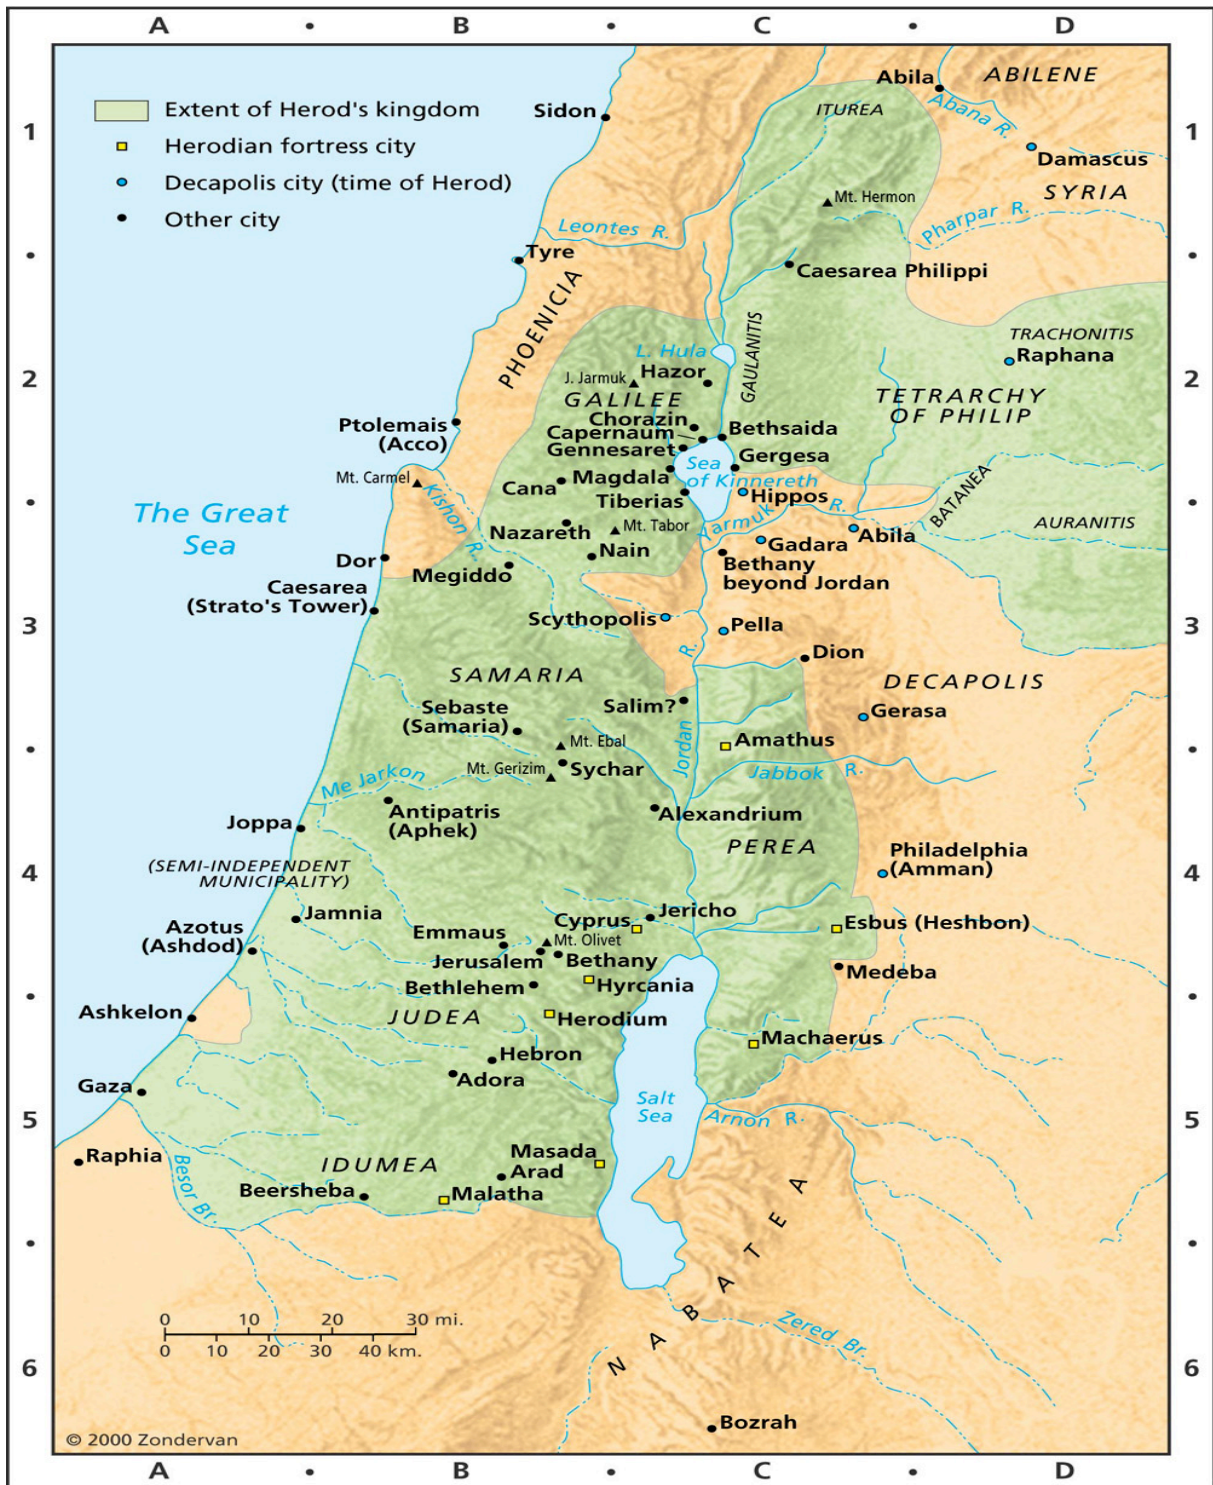 A
B
C
D
Extent of Herod's kingdom
Herodian fortress city
Decapolis city (time of Herod)
Other city
1
1
Sidon
Abila
ABILENE
ITUREA
Abana R.
Damascus
SYRIA
Mt. Hermon
Pharpar R.
Leontes R.
Tyre
Caesarea Philippi
PHOENICIA
GAULANITIS
TRACHONITIS
Raphana
L. Hula
2
2
J. Jarmuk
Hazor
GALILEE
TETRARCHY
OF PHILIP
Ptolemais
(Acco)
Chorazin
Capernaum
Gennesaret
Bethsaida
Gergesa
Sea
of Kinnereth
Mt. Carmel
Kishon R.
Magdala
Cana
Tiberias
Hippos
BATANEA
Yarmuk
R.
AURANITIS
The Great
Sea
Nazareth
Mt. Tabor
Nain
Gadara
Abila
Dor
Megiddo
Bethany
beyond Jordan
Caesarea
(Strato's Tower)
Scythopolis
Pella
3
3
R.
Dion
SAMARIA
DECAPOLIS
Sebaste
(Samaria)
Salim?
Gerasa
Mt. Ebal
Amathus
Jordan
Mt. Gerizim
Sychar
Jabbok R.
Me Jarkon
Antipatris
(Aphek)
Alexandrium
Joppa
PEREA
(SEMI-INDEPENDENT
MUNICIPALITY)
Philadelphia
(Amman)
4
4
Jamnia
Cyprus
Jericho
Esbus (Heshbon)
Azotus
(Ashdod)
Emmaus
Mt. Olivet
Jerusalem
Bethany
Medeba
Bethlehem
Hyrcania
Ashkelon
JUDEA
Herodium
Machaerus
Hebron
Adora
Gaza
Salt
Sea
Arnon R.
5
5
Raphia
Besor Br.
IDUMEA
Masada
Arad
Beersheba
Malatha
NABATEA
0 10 20 30 mi.
0 10 20 30 40 km.
Zered Br.
6
6
Bozrah
© 2000 Zondervan
A
B
C
D